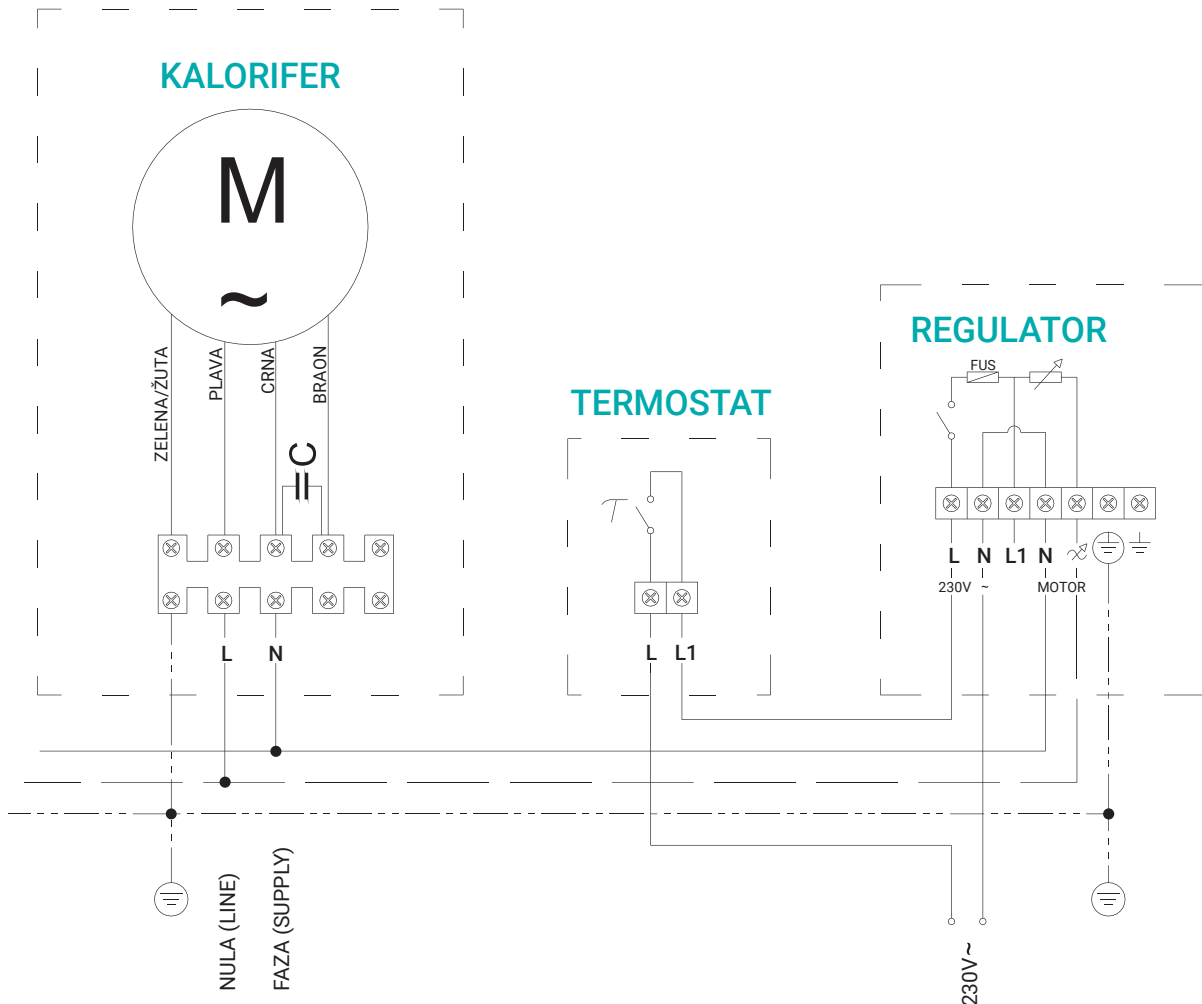 KALORIFER
M
~
ZELENA/ŽUTA
PLAVA
CRNA
BRAON
C
L N
TERMOSTAT
L L1
REGULATOR
FUS
L N L1 N
230V ~ MOTOR
NULA (LINE)
FAZA (SUPPLY)
230V~